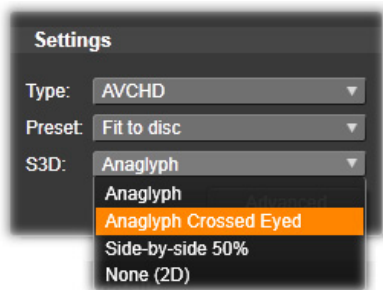 Settings
Type: AVCHD
Preset: Fit to disc
S3D: Anaglyph
Anaglyph
Advanced
Anaglyph Crossed Eyed
Side-by-side 50%
None (2D)